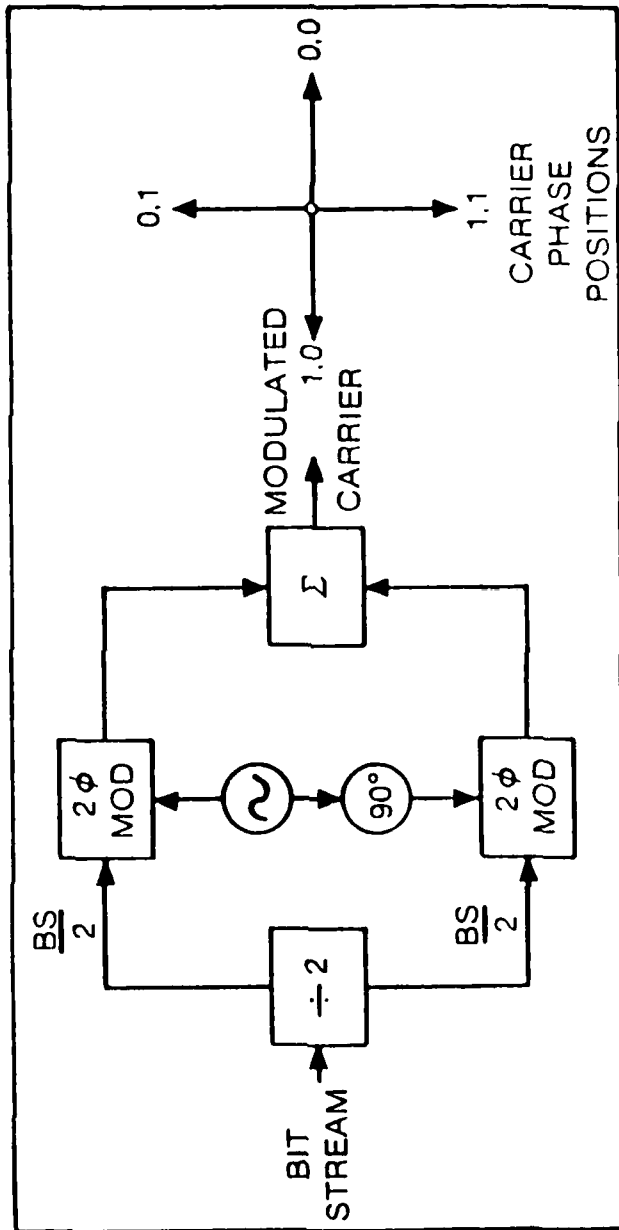 BIT
STREAM
÷ 2
BS
2
BS
2
2 ϕ
MOD
90°
2 ϕ
MOD
Σ
MODULATED
CARRIER
0.1
1.0
0.0
1.1
CARRIER
PHASE
POSITIONS